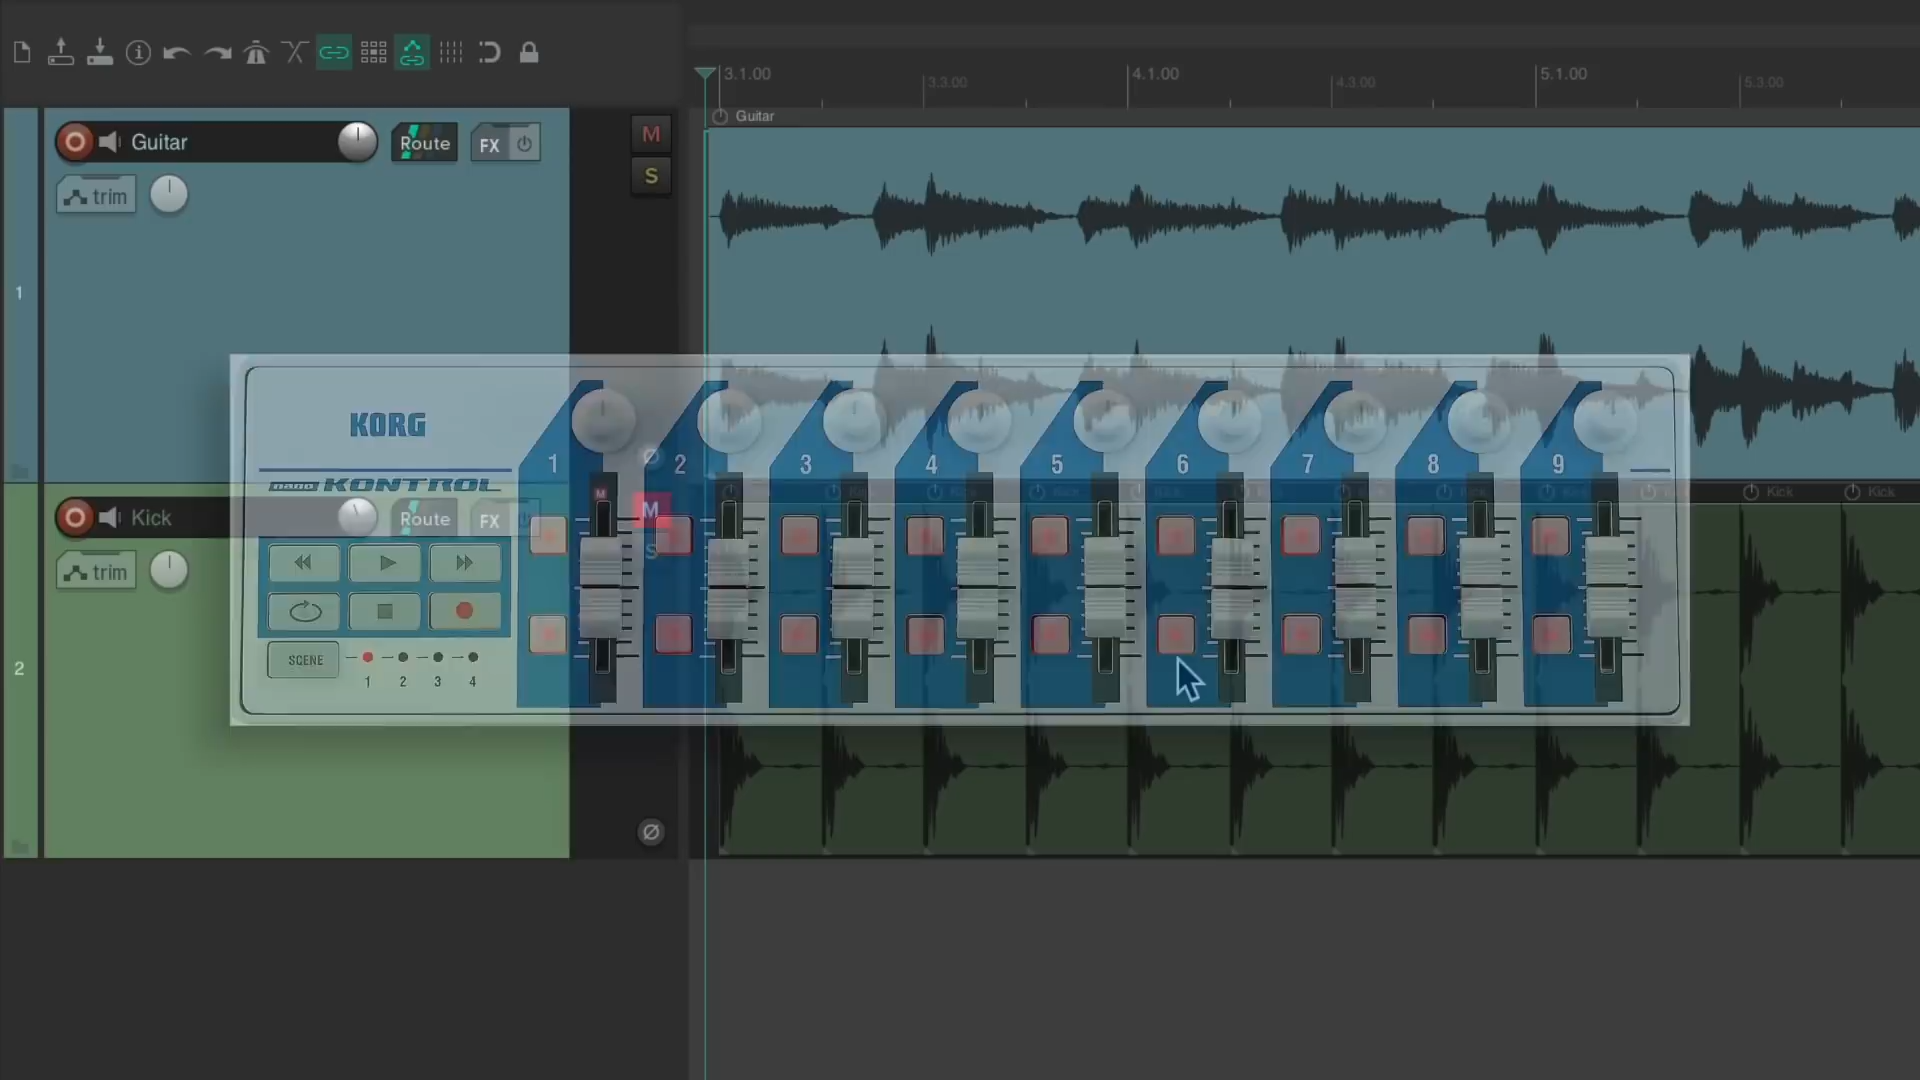 3.1.00 3.3.00 4.1.00 4.3.00 5.1.00 5.3.00
Guitar
Guitar Route FX M
trim S
1
KORG
nano KONTROL
1 2 3 4 5 6 7 8 9
Kick Route FX M
Kick Kick
trim S
2
SCENE
1 2 3 4